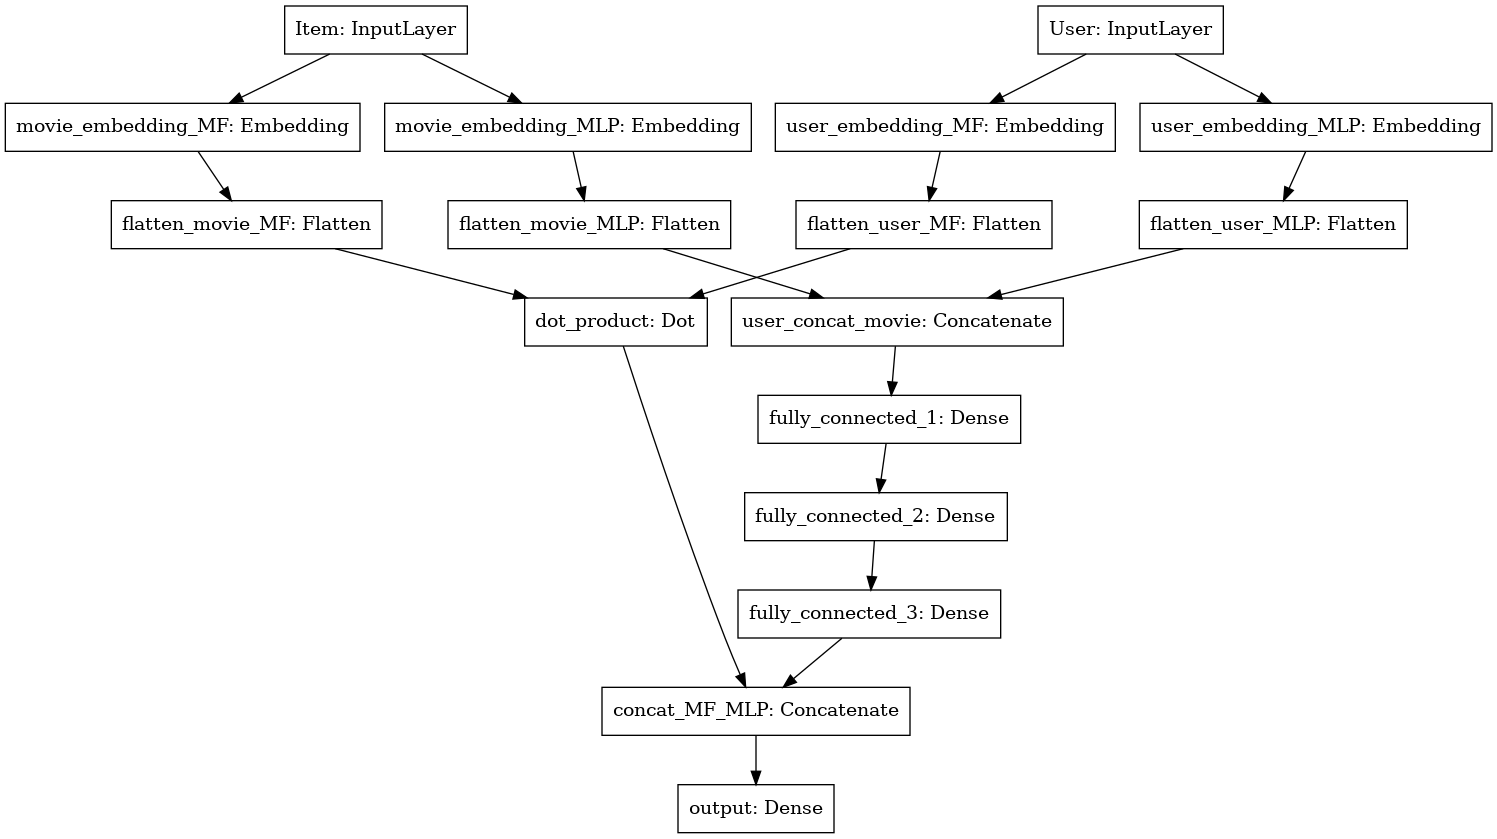 Item: InputLayer
User: InputLayer
movie_embedding_MF: Embedding
movie_embedding_MLP: Embedding
user_embedding_MF: Embedding
user_embedding_MLP: Embedding
flatten_movie_MF: Flatten
flatten_movie_MLP: Flatten
flatten_user_MF: Flatten
flatten_user_MLP: Flatten
dot_product: Dot
user_concat_movie: Concatenate
fully_connected_1: Dense
fully_connected_2: Dense
fully_connected_3: Dense
concat_MF_MLP: Concatenate
output: Dense